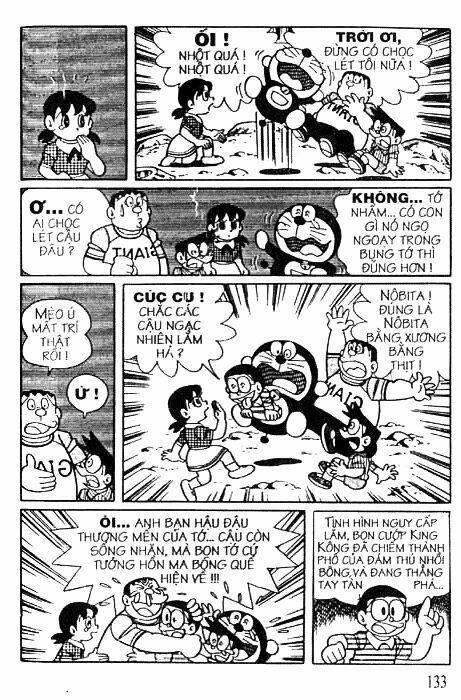 ỐI !
NHỘT QUÁ !
NHỘT QUÁ !
TRỜI ƠI,
ĐỪNG CÓ CHỌC
LÉT TÔI NỮA !
Ơ... CÓ
AI CHỌC
LÉT CẬU
ĐÂU ?
GIANT
KHÔNG... TỚ
NHẦM... CÓ CON
GÌ NÓ NGỌ
NGOẠY TRONG
BỤNG TỚ THÌ
ĐÚNG HƠN !
MÈO Ú
MẤT TRÍ
THẬT
RỒI !
Ừ !
GIANT
CÚC CU !
CHẮC CÁC
CẬU NGẠC
NHIÊN LẮM
HẢ ?
NÔBITA !
ĐÚNG LÀ
NÔBITA
BẰNG XƯƠNG
BẰNG
THỊT !
GIANT
ÔI... ANH BẠN HẬU ĐẬU
THƯƠNG MẾN CỦA TỚ... CẬU CÒN
SỐNG NHĂN, MÀ BỌN TỚ CỨ
TƯỞNG HỒN MA BÓNG QUẾ
HIỆN VỀ !!!
TÌNH HÌNH NGUY CẤP
LẮM, BỌN CƯỚP KING
KÔNG ĐÃ CHIẾM THÀNH
PHỐ CỦA ĐÁM THÚ NHỒI
BÔNG VÀ ĐANG THẲNG
TAY TÀN PHÁ...
133